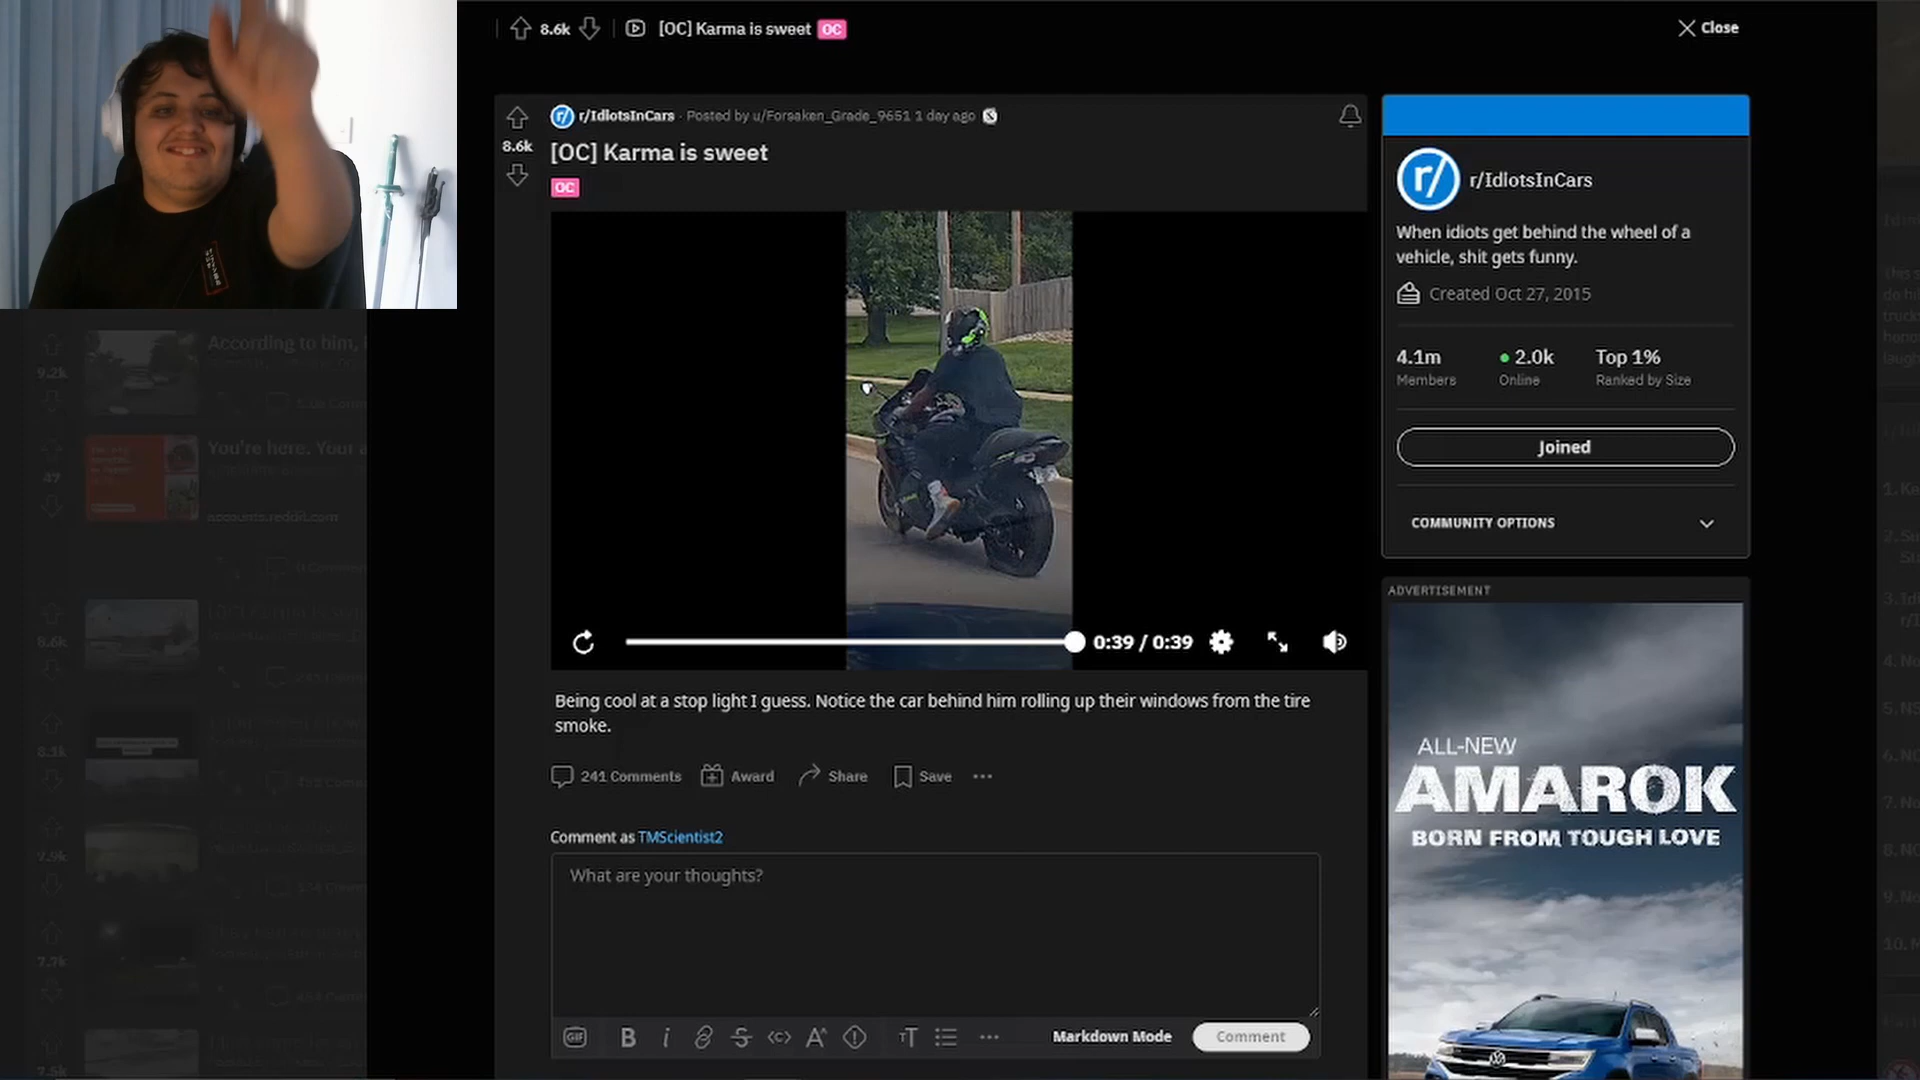 8.6k
[OC] Karma is sweet OC
Close
r/IdiotsInCars · Posted by u/Forsaken_Grade_9651 1 day ago
8.6k
[OC] Karma is sweet
OC
0:39 / 0:39
Being cool at a stop light I guess. Notice the car behind him rolling up their windows from the tire
smoke.
241 Comments
Award
Share
Save
Comment as TMScientist2
What are your thoughts?
GIF
Markdown Mode
Comment
r/IdiotsInCars
When idiots get behind the wheel of a
vehicle, shit gets funny.
Created Oct 27, 2015
4.1m 2.0k Top 1%
Members Online Ranked by Size
Joined
COMMUNITY OPTIONS
ADVERTISEMENT
ALL-NEW
AMAROK
BORN FROM TOUGH LOVE
According to him,
9.2k
You're here. Your a
47
accounts.reddit.com
8.6k
8.1k
7.9k
7.7k
7.5k